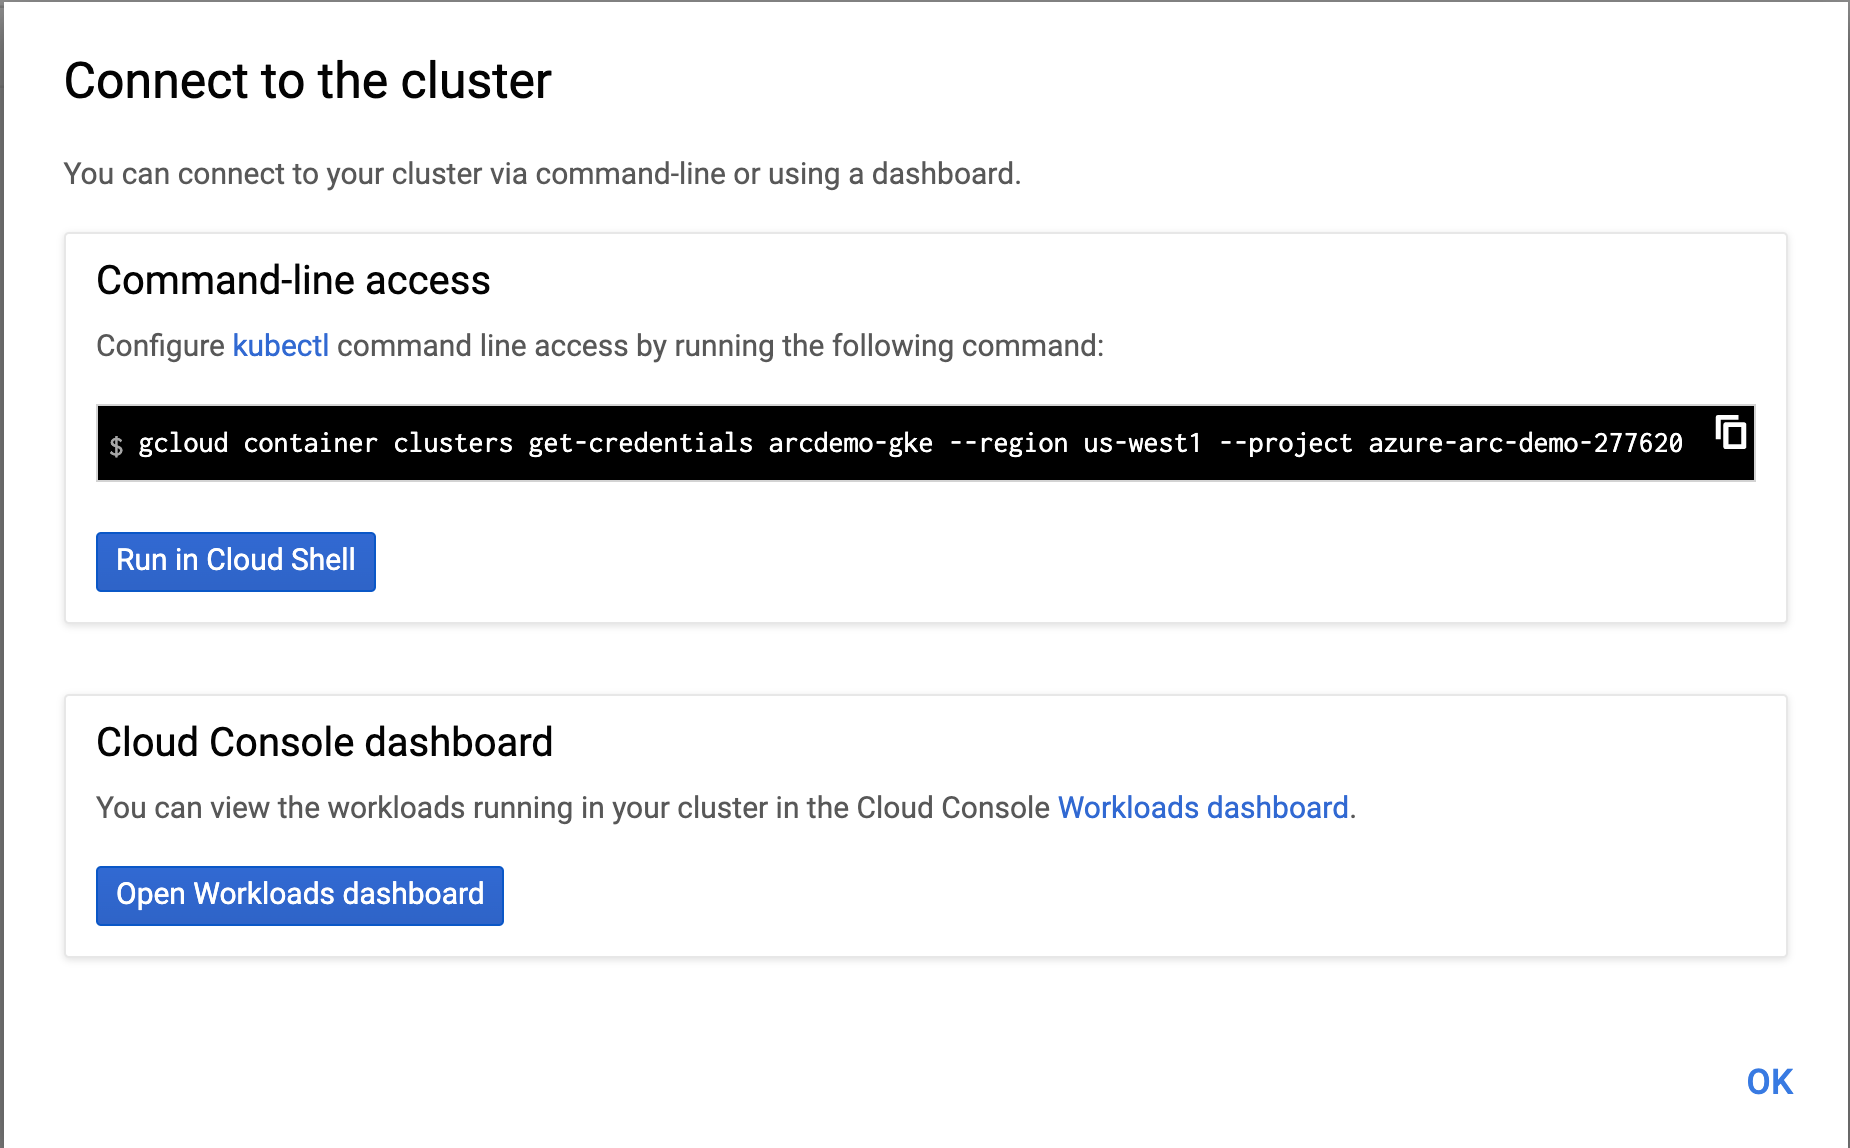 Connect to the cluster
You can connect to your cluster via command-line or using a dashboard.
Command-line access
Configure kubectl command line access by running the following command:
$ gcloud container clusters get-credentials arcdemo-gke --region us-west1 --project azure-arc-demo-277620
Run in Cloud Shell
Cloud Console dashboard
You can view the workloads running in your cluster in the Cloud Console Workloads dashboard.
Open Workloads dashboard
OK